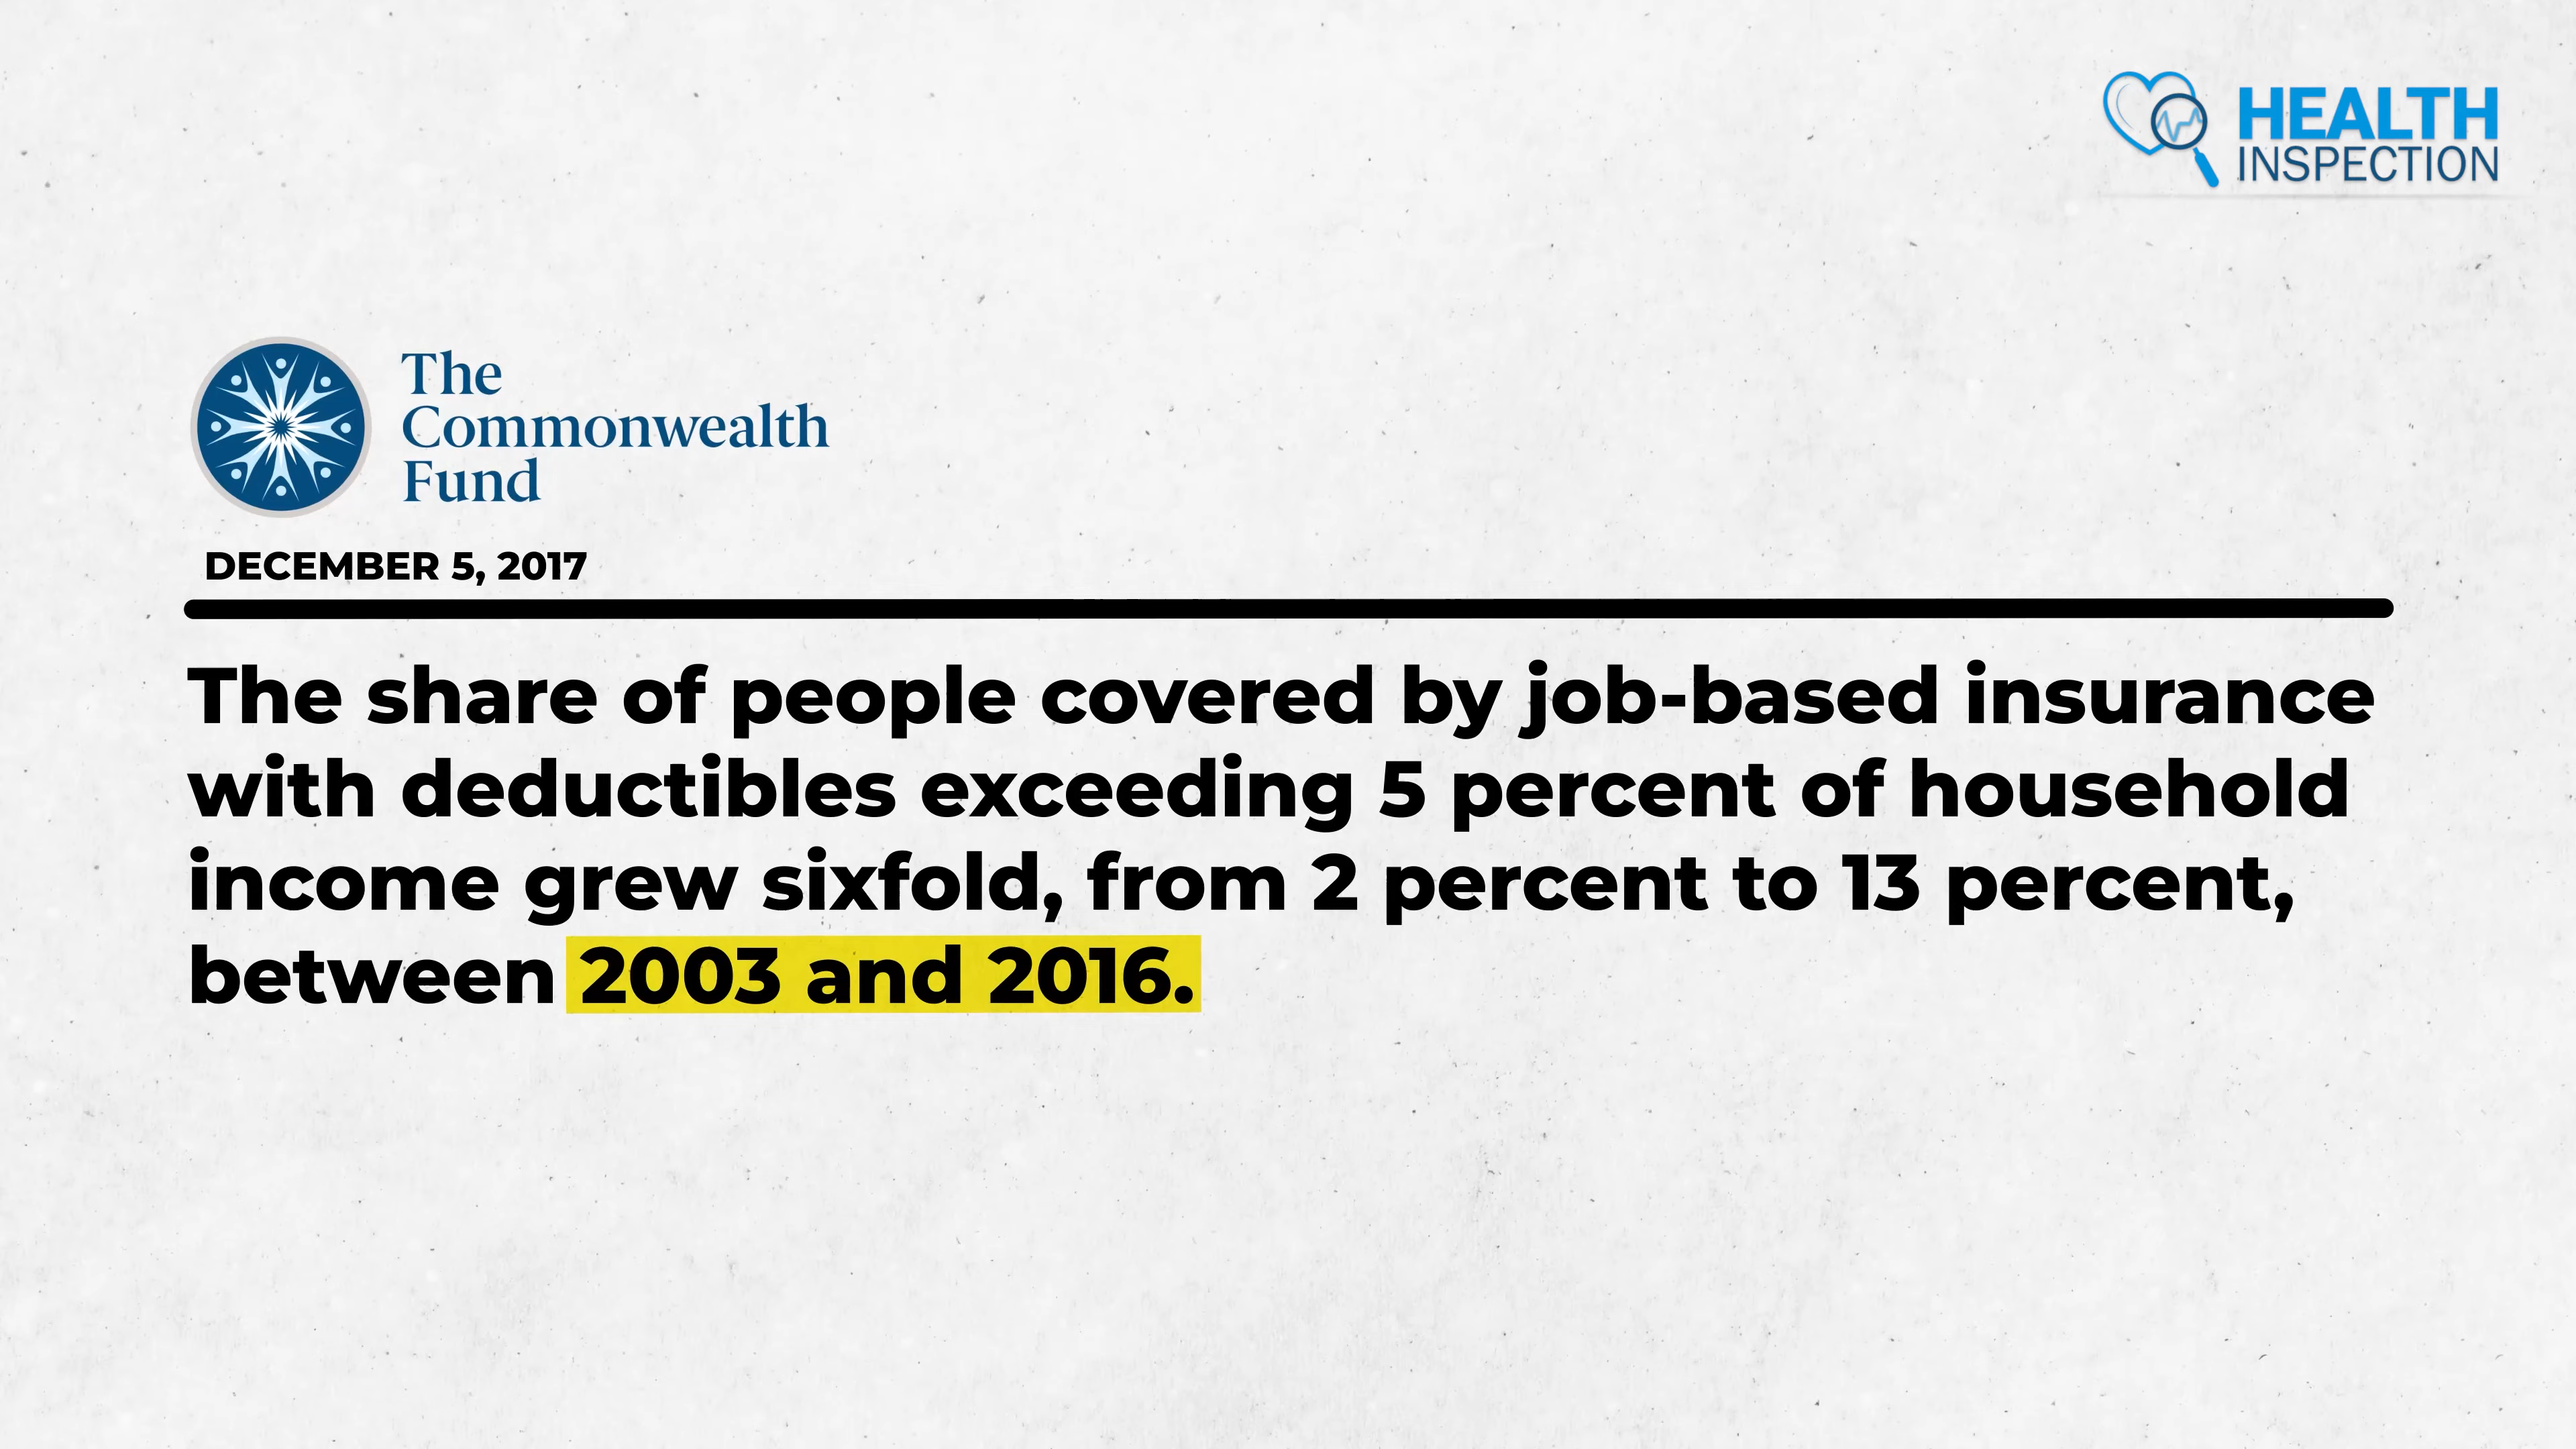 HEALTH
INSPECTION
The
Commonwealth
Fund
DECEMBER 5, 2017
The share of people covered by job-based insurance
with deductibles exceeding 5 percent of household
income grew sixfold, from 2 percent to 13 percent,
between 2003 and 2016.